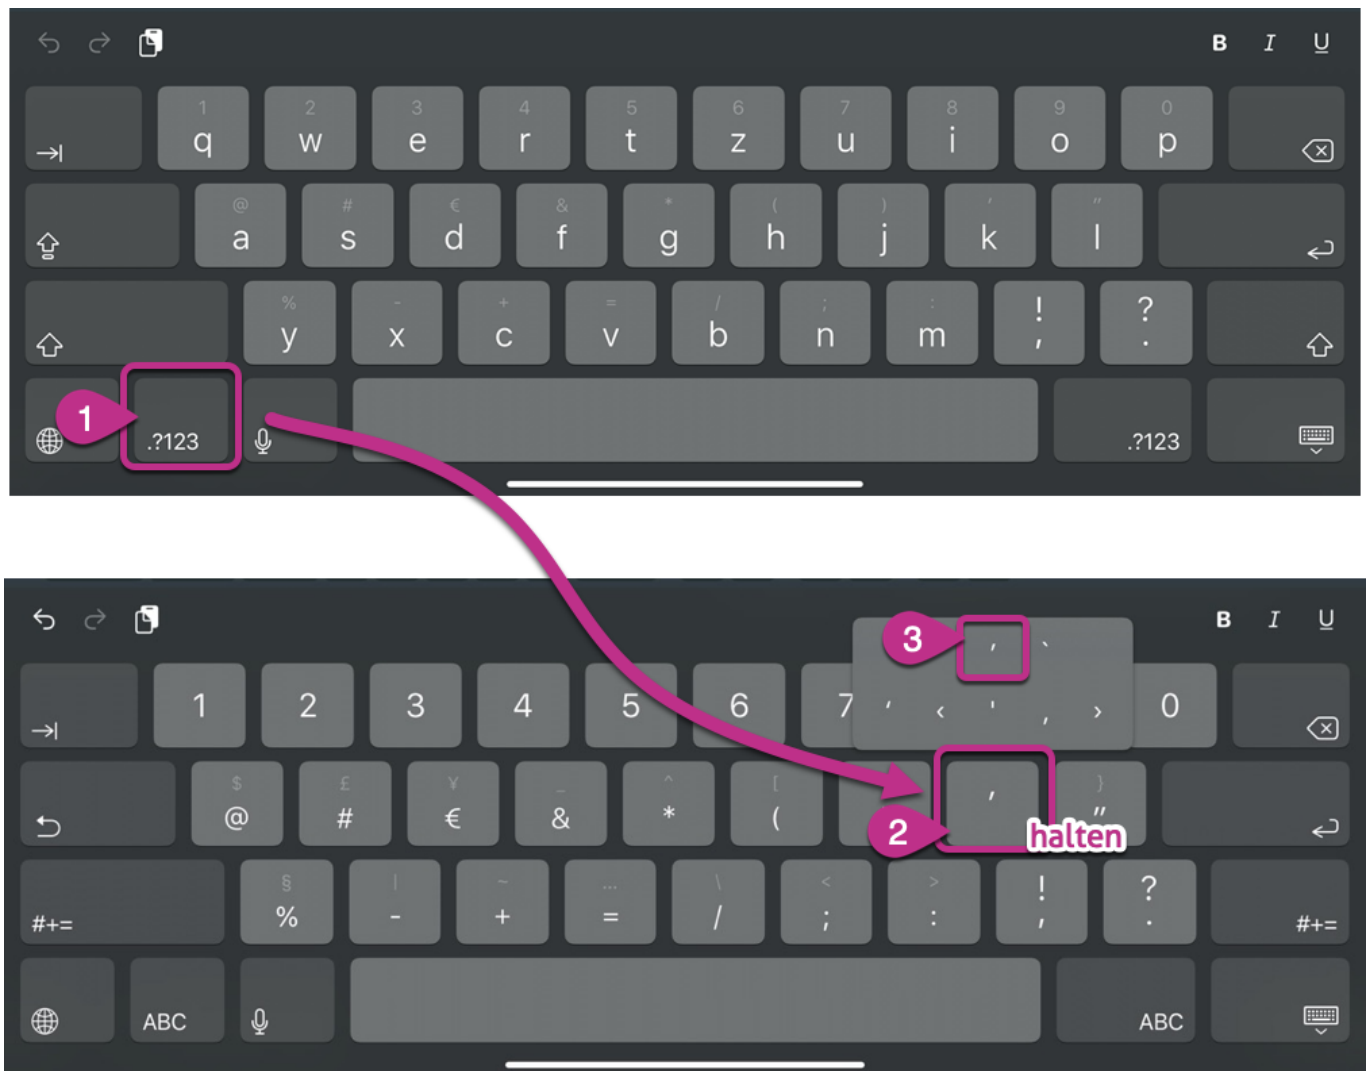 B I U
1 2 3 4 5 6 7 8 9 0
q w e r t z u i o p
@ # € & * ( ) ' "
a s d f g h j k l
% - + = / ; : ! ?
y x c v b n m , .
1
.?123 .?123
B I U
3 ’ `
1 2 3 4 5 6 7 ‘ ‹ ' ‚ › 0
$ £ ¥ _ ^ [ ’ }
@ # € & * ( "
2 halten
§ | ~ … \ < > ! ?
#+= % - + = / ; : , . #+=
ABC ABC